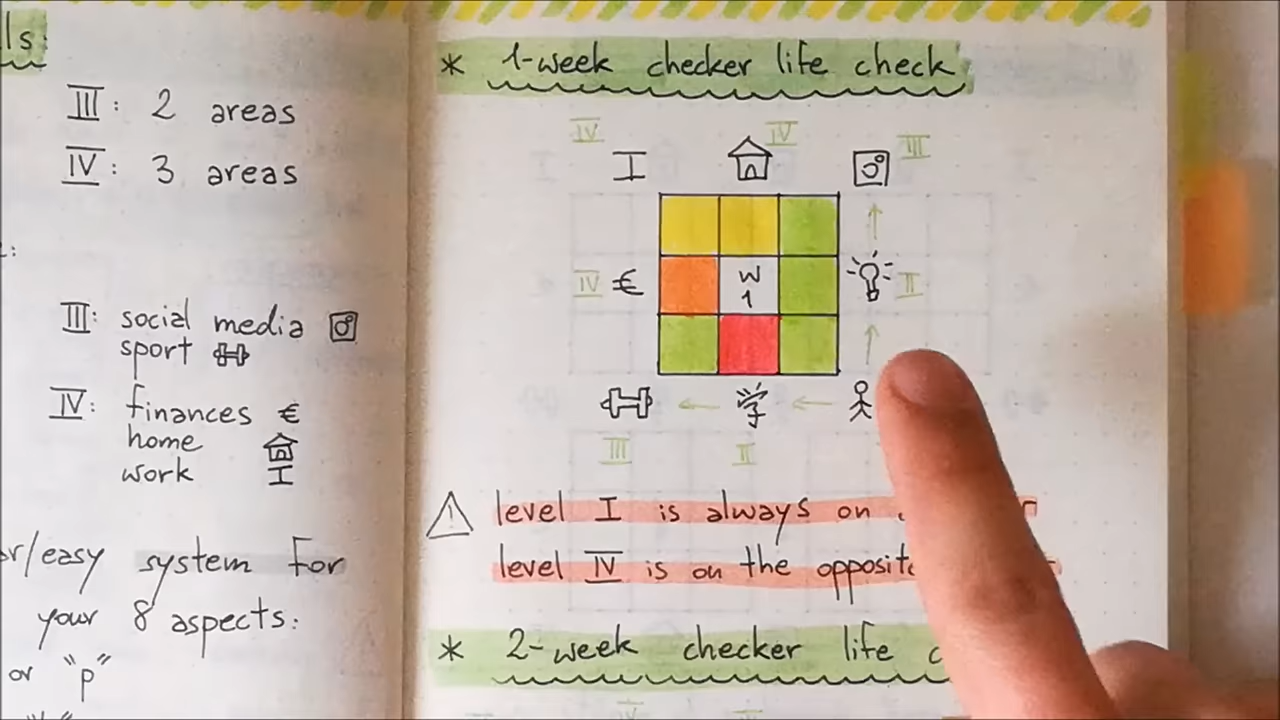 ls:
III: 2 areas
IV: 3 areas
III: social media
sport
IV: finances €
home
work I
/easy system for
your 8 aspects:
or "p"
* 1-week checker life check
IV IV III
I
IV € W II
1
III II
level I is always on
level IV is on the
* 2-week checker life